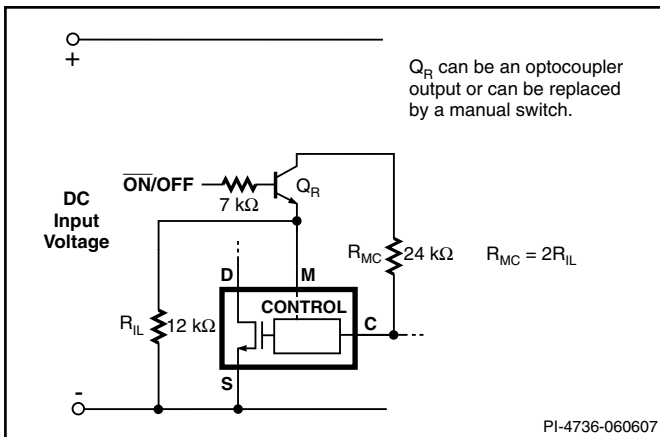 +
Q_R can be an optocoupler
output or can be replaced
by a manual switch.
O̅N̅/OFF
Q_R
7 kΩ
DC
Input
Voltage
D
M
R_MC
24 kΩ
R_MC = 2R_IL
CONTROL
C
R_IL
12 kΩ
S
-
PI-4736-060607